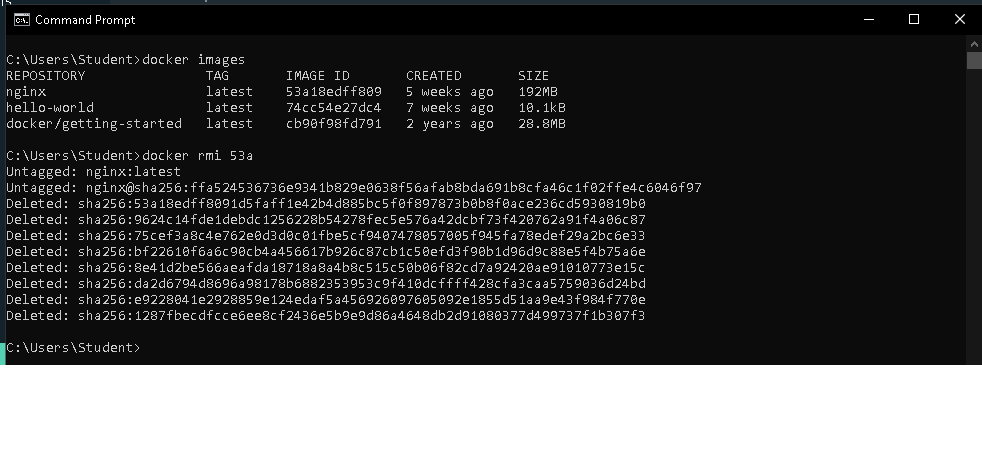 Command Prompt
C:\Users\Student>docker images
REPOSITORY TAG IMAGE ID CREATED SIZE
nginx latest 53a18edff809 5 weeks ago 192MB
hello-world latest 74cc54e27dc4 7 weeks ago 10.1kB
docker/getting-started latest cb90f98fd791 2 years ago 28.8MB
C:\Users\Student>docker rmi 53a
Untagged: nginx:latest
Untagged: nginx@sha256:ffa524536736e9341b829e0638f56afab8bda691b8cfa46c1f02ffe4c6046f97
Deleted: sha256:53a18edff8091d5faff1e42b4d885bc5f0f897873b0b8f0ace236cd5930819b0
Deleted: sha256:9624c14fde1debdc1256228b54278fec5e576a42dcbf73f420762a91f4a06c87
Deleted: sha256:75cef3a8c4e762e0d3d0c01fbe5cf9407478057005f945fa78edef29a2bc6e33
Deleted: sha256:bf22610f6a6c90cb4a456617b926c87cb1c50efd3f90b1d96d9c88e5f4b75a6e
Deleted: sha256:8e41d2be566aeafda18718a8a4b8c515c50b06f82cd7a92420ae91010773e15c
Deleted: sha256:da2d6794d8696a98178b6882353953c9f410dcffff428cfa3caa5759036d24bd
Deleted: sha256:e9228041e2928859e124edaf5a456926097605092e1855d51aa9e43f984f770e
Deleted: sha256:1287fbecdfcce6ee8cf2436e5b9e9d86a4648db2d91080377d499737f1b307f3
C:\Users\Student>